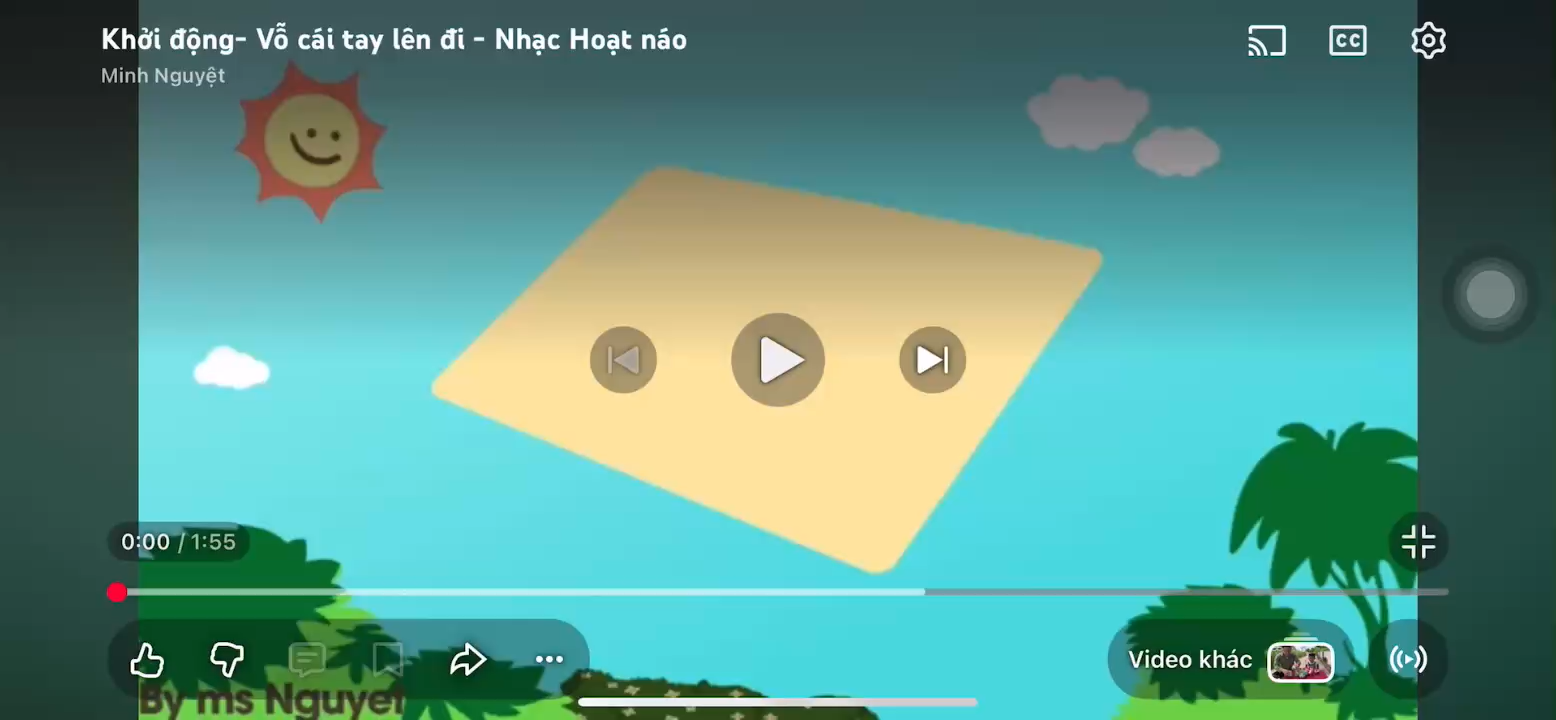 Khởi động- Vỗ cái tay lên đi - Nhạc Hoạt náo
Minh Nguyệt
CC
0:00 / 1:55
Video khác
By ms Nguyet